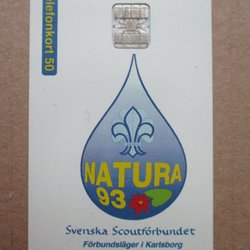 Telefonkort 50
NATURA
93
Svenska Scoutförbundet
Förbundsläger i Karlsborg